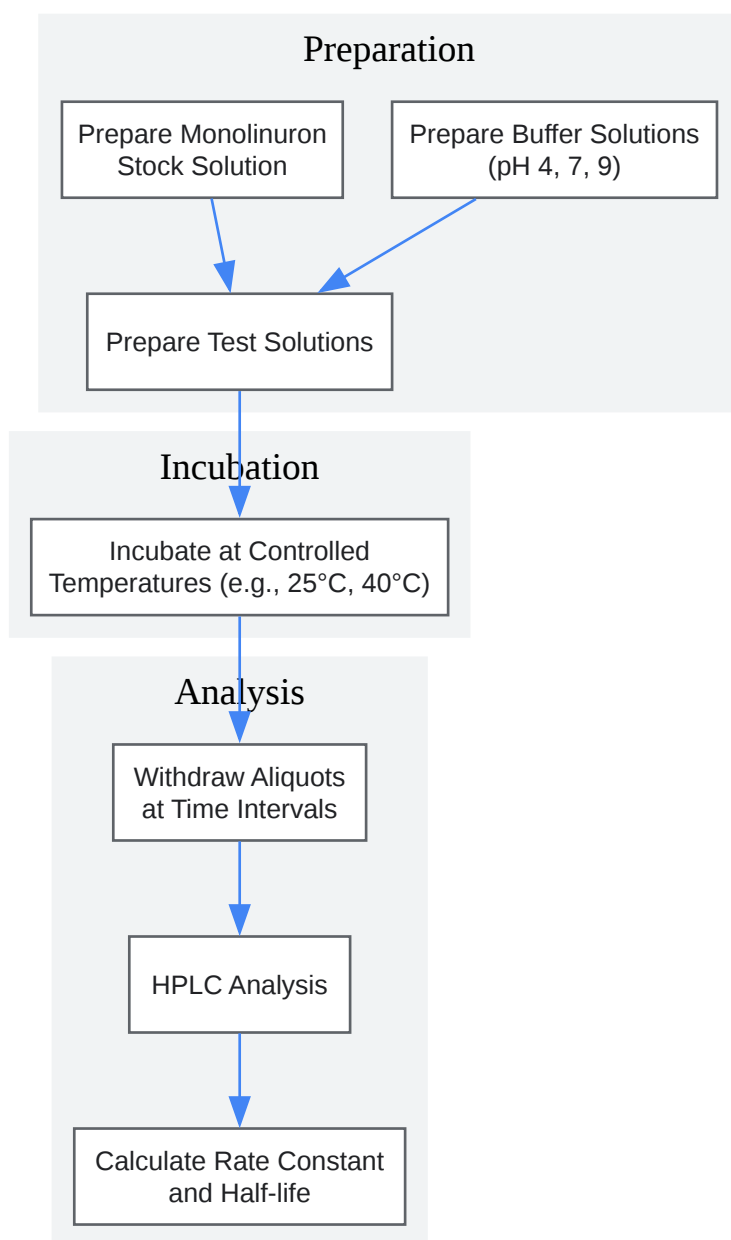 Preparation
Prepare Monolinuron
Stock Solution
Prepare Buffer Solutions
(pH 4, 7, 9)
Prepare Test Solutions
Incubation
Incubate at Controlled
Temperatures (e.g., 25°C, 40°C)
Analysis
Withdraw Aliquots
at Time Intervals
HPLC Analysis
Calculate Rate Constant
and Half-life